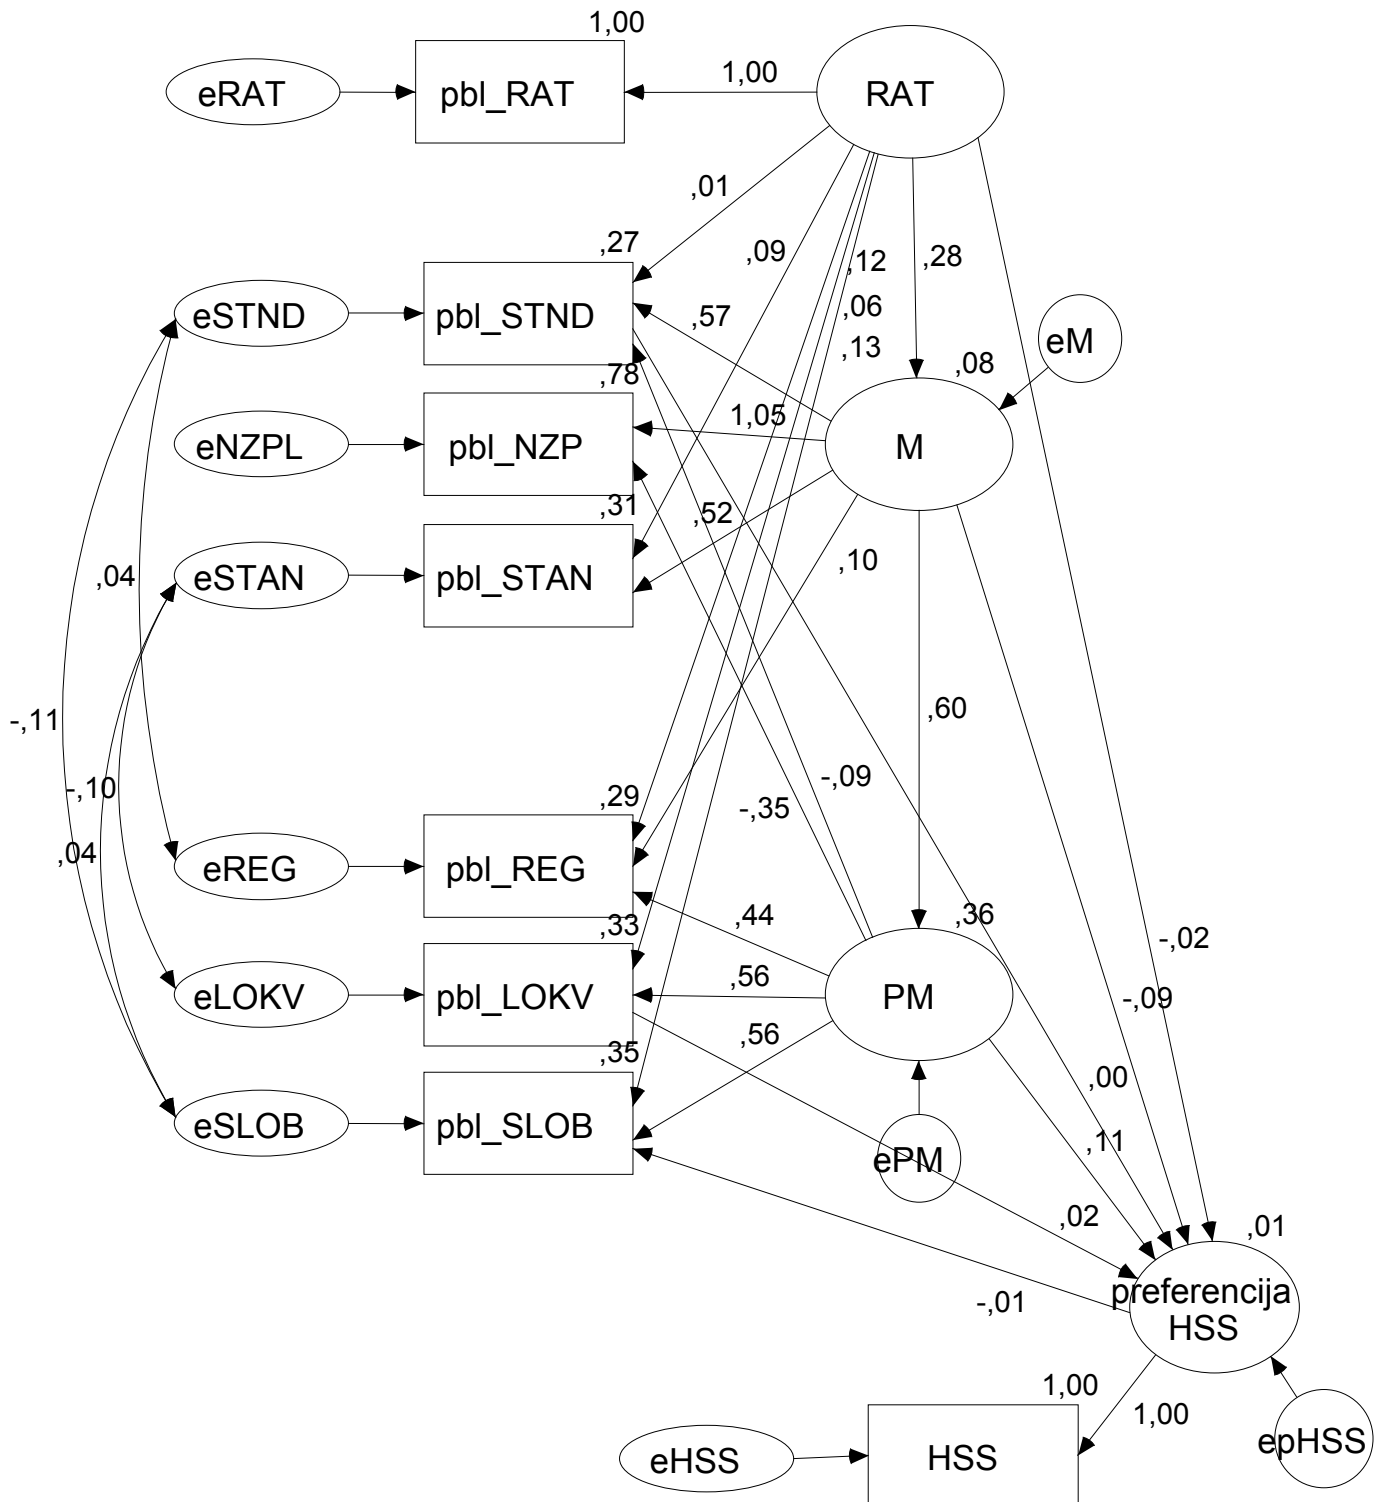 1,00
eRAT
pbl_RAT
1,00
RAT
,01
,27
,09
,12
,28
eSTND
pbl_STND
,57
,06
,13
eM
,78
,08
1,05
eNZPL
pbl_NZP
M
,31
,52
,04
eSTAN
pbl_STAN
,10
-,11
,60
-,10
,29
-,35
-,09
,04
eREG
pbl_REG
,33
,44
,36
-,02
eLOKV
pbl_LOKV
,56
PM
-,09
,35
,56
,00
eSLOB
pbl_SLOB
ePM
,11
,02
,01
-,01
preferencija
HSS
1,00
1,00
eHSS
HSS
epHSS